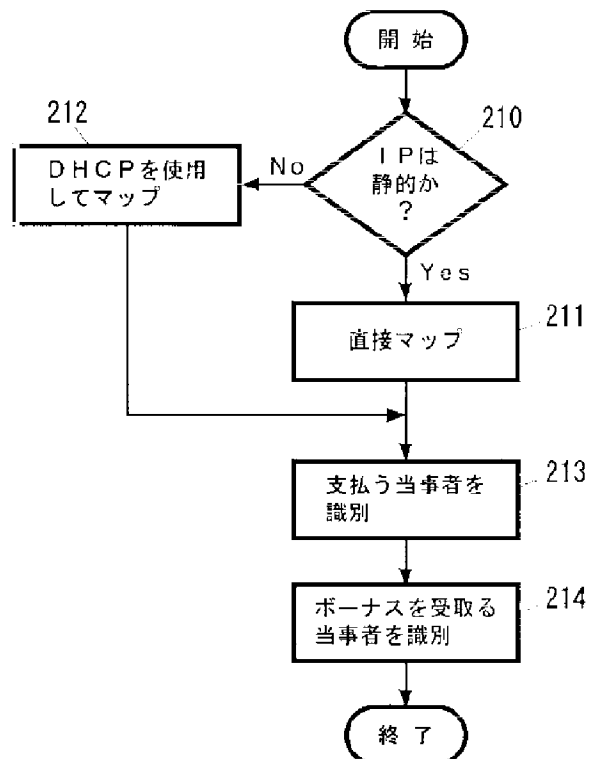 開始
210
IPは
静的か
?
No
212
DHCPを使用
してマップ
Yes
211
直接マップ
213
支払う当事者を
識別
214
ボーナスを受取る
当事者を識別
終了